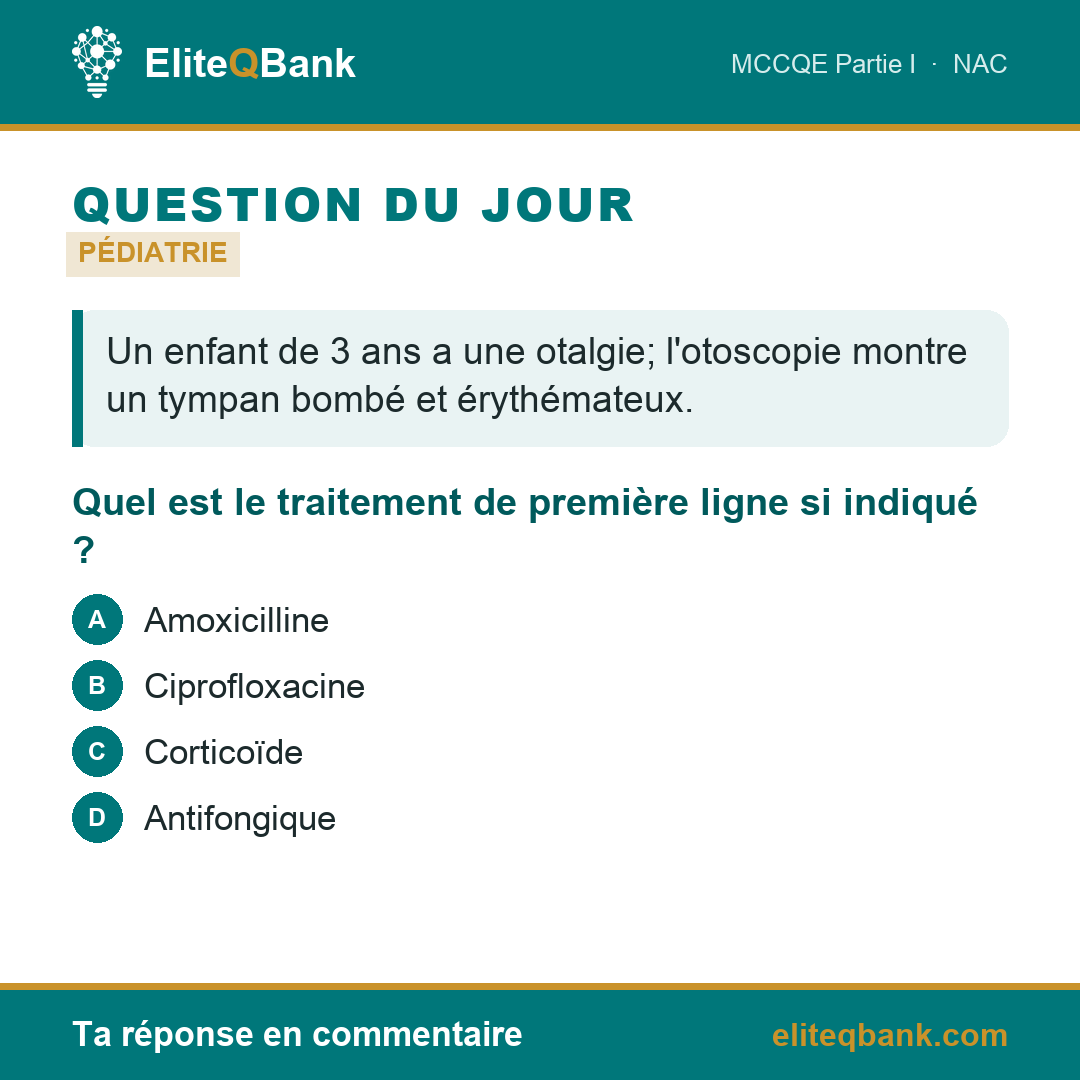 EliteQBank
MCCQE Partie I · NAC
QUESTION DU JOUR
PÉDIATRIE
Un enfant de 3 ans a une otalgie; l'otoscopie montre
un tympan bombé et érythémateux.
Quel est le traitement de première ligne si indiqué
?
A Amoxicilline
B Ciprofloxacine
C Corticoïde
D Antifongique
Ta réponse en commentaire
eliteqbank.com